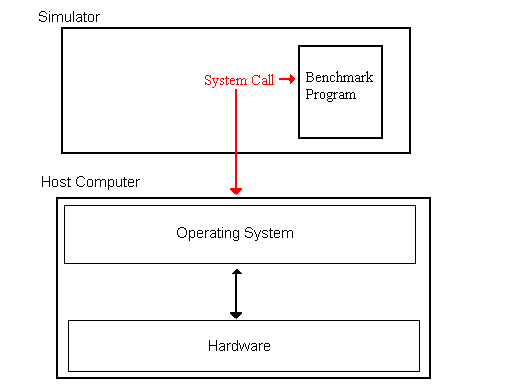 Simulator
System Call
Benchmark
Program
Host Computer
Operating System
Hardware